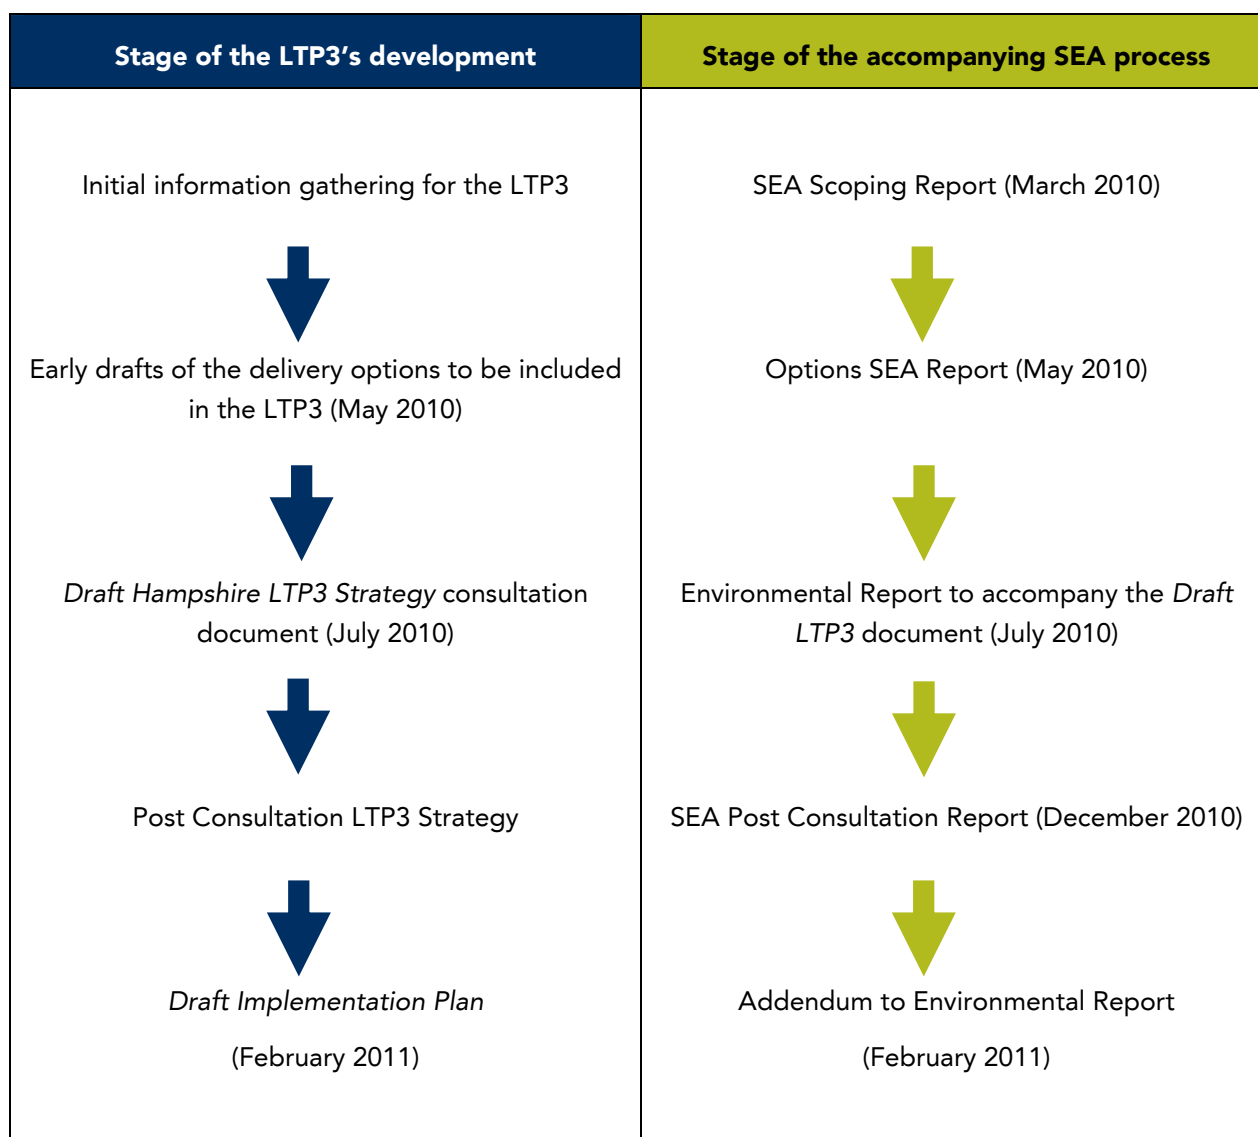 Stage of the LTP3's development
Stage of the accompanying SEA process
Initial information gathering for the LTP3
SEA Scoping Report (March 2010)
Early drafts of the delivery options to be included
in the LTP3 (May 2010)
Options SEA Report (May 2010)
Draft Hampshire LTP3 Strategy consultation
document (July 2010)
Environmental Report to accompany the Draft
LTP3 document (July 2010)
Post Consultation LTP3 Strategy
SEA Post Consultation Report (December 2010)
Draft Implementation Plan
(February 2011)
Addendum to Environmental Report
(February 2011)